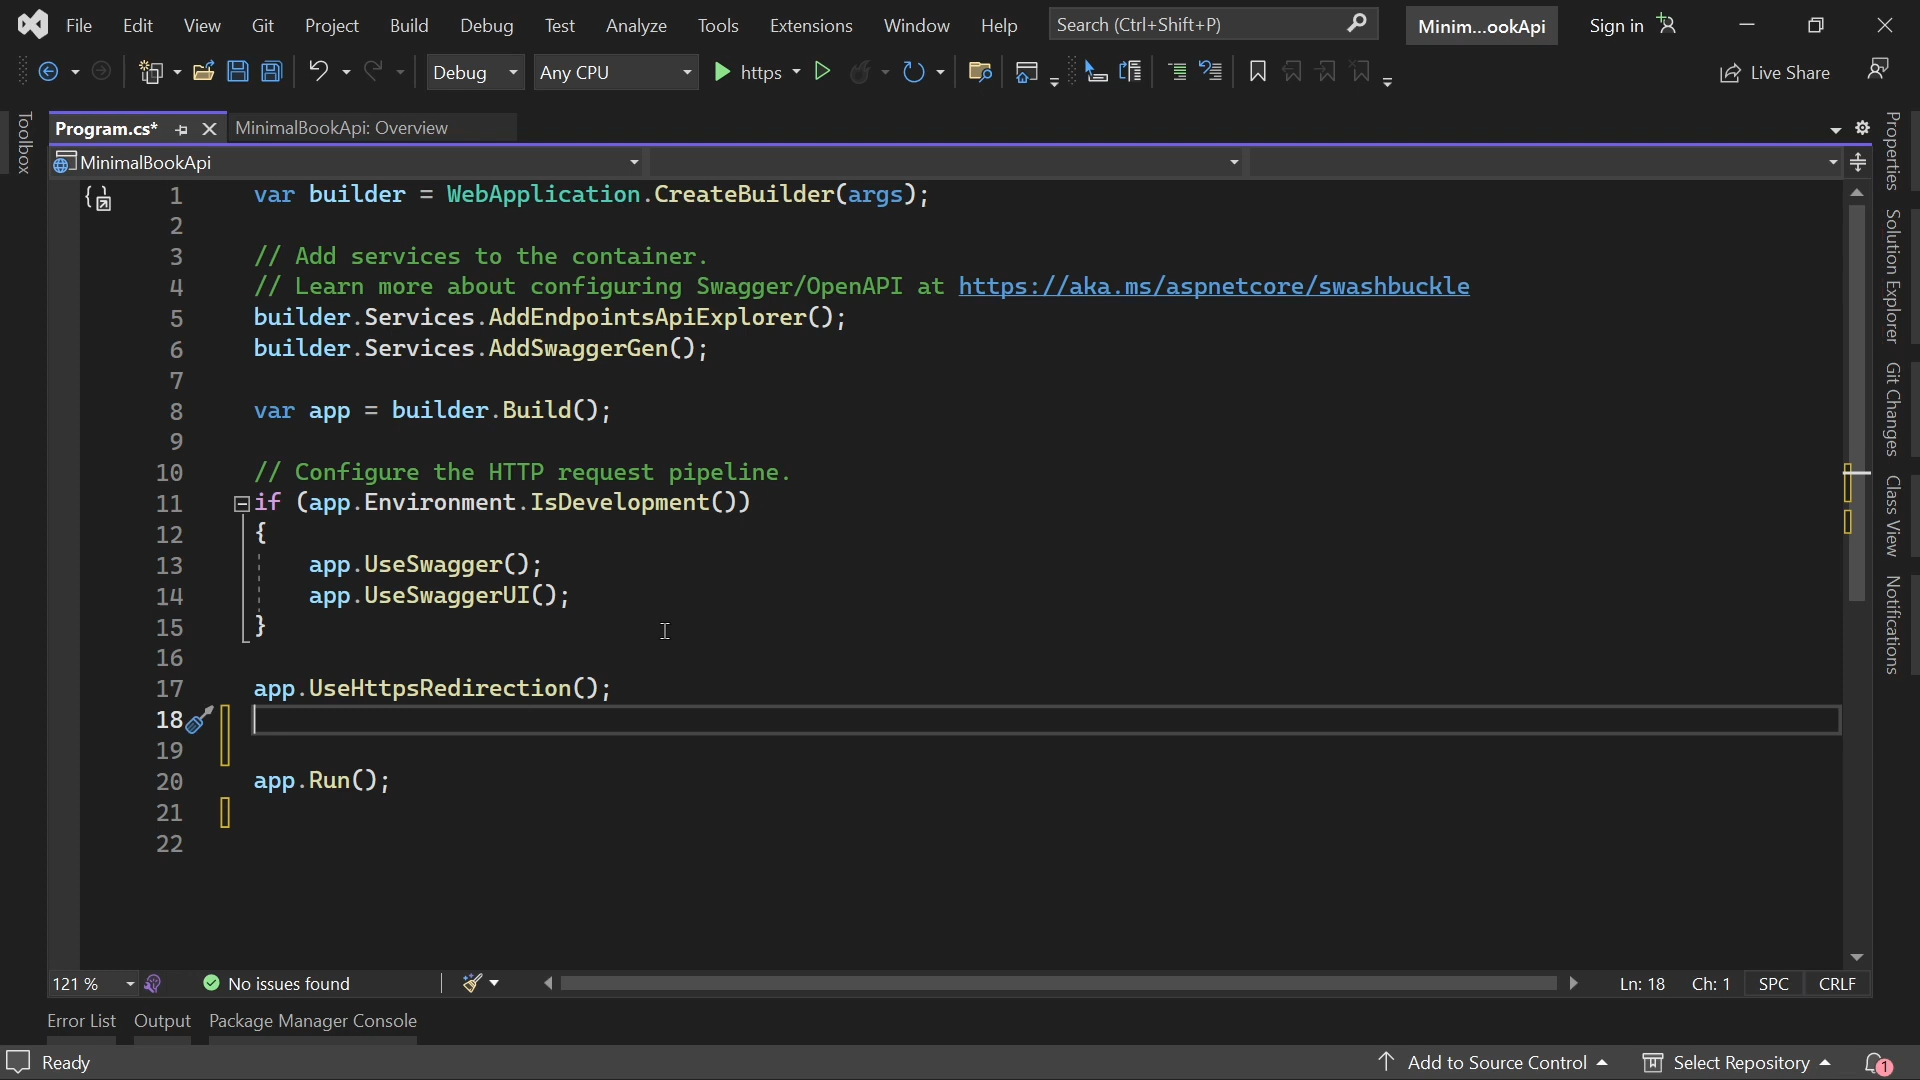 File Edit View Git Project Build Debug Test Analyze Tools Extensions Window Help Search (Ctrl+Shift+P) Minim...ookApi Sign in
Debug Any CPU https Live Share
Toolbox
Program.cs* MinimalBookApi: Overview
MinimalBookApi
1 var builder = WebApplication.CreateBuilder(args);
2
3 // Add services to the container.
4 // Learn more about configuring Swagger/OpenAPI at https://aka.ms/aspnetcore/swashbuckle
5 builder.Services.AddEndpointsApiExplorer();
6 builder.Services.AddSwaggerGen();
7
8 var app = builder.Build();
9
10 // Configure the HTTP request pipeline.
11 if (app.Environment.IsDevelopment())
12 {
13 app.UseSwagger();
14 app.UseSwaggerUI();
15 }
16
17 app.UseHttpsRedirection();
18
19
20 app.Run();
21
22
Properties
Solution Explorer
Git Changes
Class View
Notifications
121 % No issues found Ln: 18 Ch: 1 SPC CRLF
Error List Output Package Manager Console
Ready Add to Source Control Select Repository 1